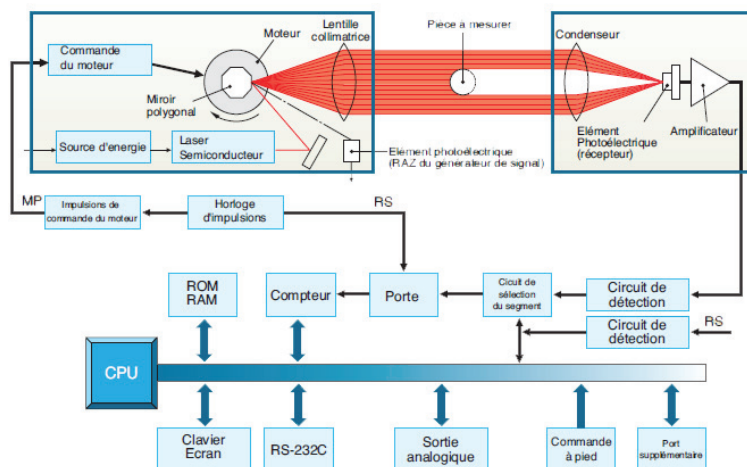 Commande
du moteur
Moteur
Miroir
polygonal
Lentille
collimatrice
Pièce à mesurer
Condenseur
Source d'energie
Laser
Semiconducteur
Elément photoélectrique
(RAZ du générateur de signal)
Elément
Photoélectrique
(récepteur)
Amplificateur
MP
Impulsions de
commande du moteur
Horloge
d'impulsions
RS
ROM
RAM
Compteur
Porte
Cicuit de
sélection
du segment
Circuit de
détection
Circuit de
détection
RS
CPU
Clavier
Ecran
RS-232C
Sortie
analogique
Commande
à pied
Port
supplémentaire